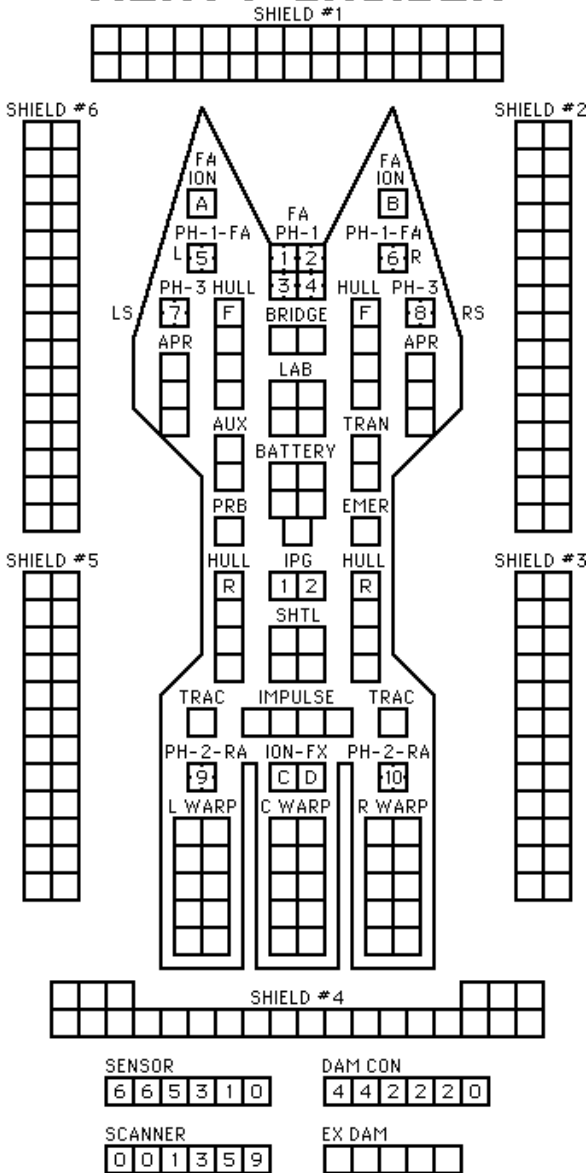 SHIELD #1
SHIELD #6
SHIELD #2
FA
ION
A
FA
ION
B
PH-1-FA
L 5
FA
PH-1
1 2
3 4
PH-1-FA
6 R
PH-3 HULL
LS 7 F
HULL PH-3
F 8 RS
BRIDGE
APR
APR
LAB
AUX
TRAN
BATTERY
PRB
EMER
SHIELD #5
SHIELD #3
HULL
R
IPG
1 2
HULL
R
SHTL
TRAC
IMPULSE
TRAC
PH-2-RA
9
ION-FX
C D
PH-2-RA
10
L WARP
C WARP
R WARP
SHIELD #4
SENSOR
6 6 5 3 1 0
DAM CON
4 4 2 2 2 0
SCANNER
0 0 1 3 5 9
EX DAM